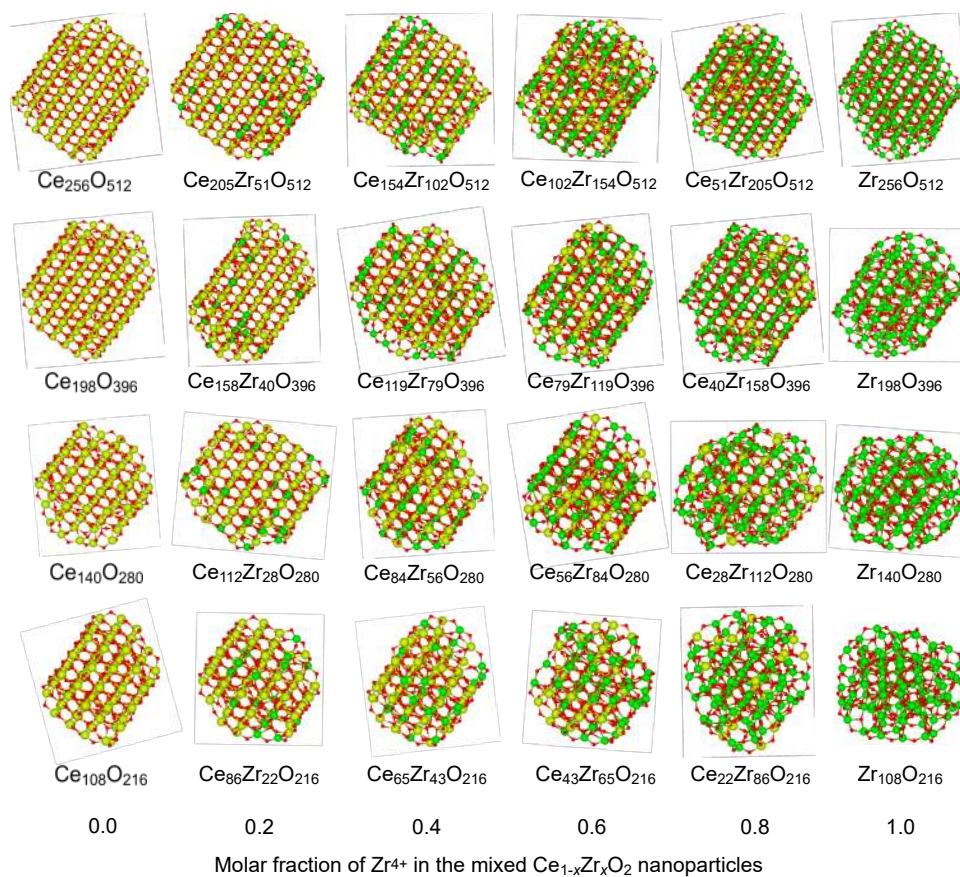 Ce₂₅₆O₅₁₂ Ce₂₀₅Zr₅₁O₅₁₂ Ce₁₅₄Zr₁₀₂O₅₁₂ Ce₁₀₂Zr₁₅₄O₅₁₂ Ce₅₁Zr₂₀₅O₅₁₂ Zr₂₅₆O₅₁₂
Ce₁₉₈O₃₉₆ Ce₁₅₈Zr₄₀O₃₉₆ Ce₁₁₉Zr₇₉O₃₉₆ Ce₇₉Zr₁₁₉O₃₉₆ Ce₄₀Zr₁₅₈O₃₉₆ Zr₁₉₈O₃₉₆
Ce₁₄₀O₂₈₀ Ce₁₁₂Zr₂₈O₂₈₀ Ce₈₄Zr₅₆O₂₈₀ Ce₅₆Zr₈₄O₂₈₀ Ce₂₈Zr₁₁₂O₂₈₀ Zr₁₄₀O₂₈₀
Ce₁₀₈O₂₁₆ Ce₈₆Zr₂₂O₂₁₆ Ce₆₅Zr₄₃O₂₁₆ Ce₄₃Zr₆₅O₂₁₆ Ce₂₂Zr₈₆O₂₁₆ Zr₁₀₈O₂₁₆
0.0 0.2 0.4 0.6 0.8 1.0
Molar fraction of Zr⁴⁺ in the mixed Ce₁₋ₓZrₓO₂ nanoparticles